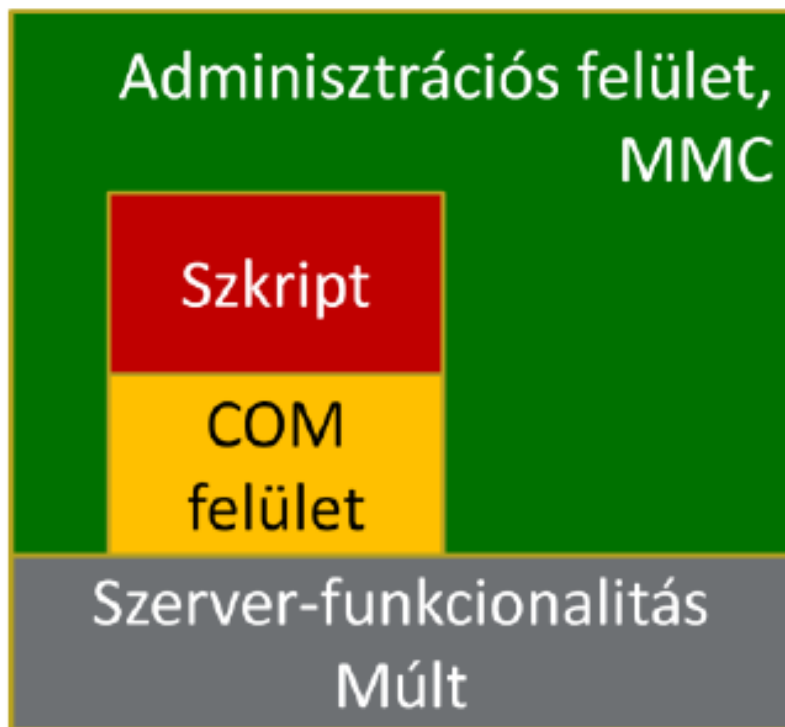 Adminisztrációs felület,
MMC
Szkript
COM
felület
Szerver-funkcionalitás
Múlt